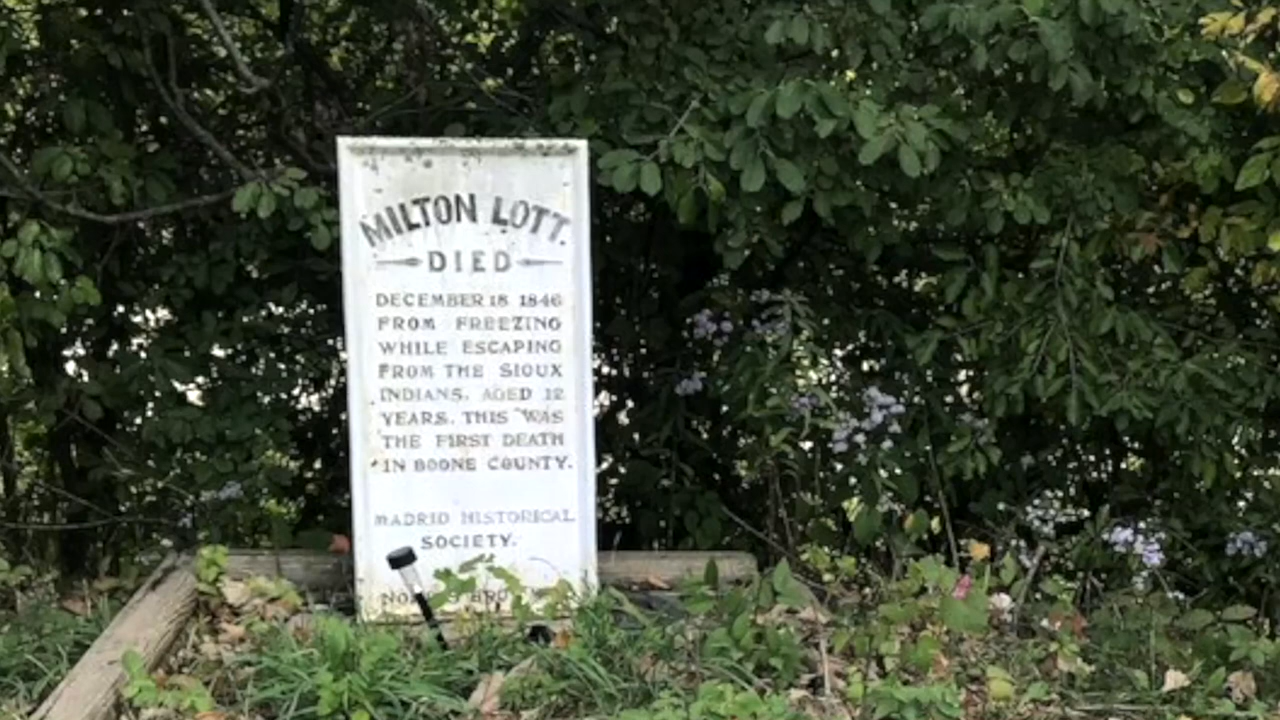 MILTON LOTT.
DIED
DECEMBER 18 1846
FROM FREEZING
WHILE ESCAPING
FROM THE SIOUX
INDIANS. AGED 12
YEARS. THIS WAS
THE FIRST DEATH
IN BOONE COUNTY.
MADRID HISTORICAL
SOCIETY.